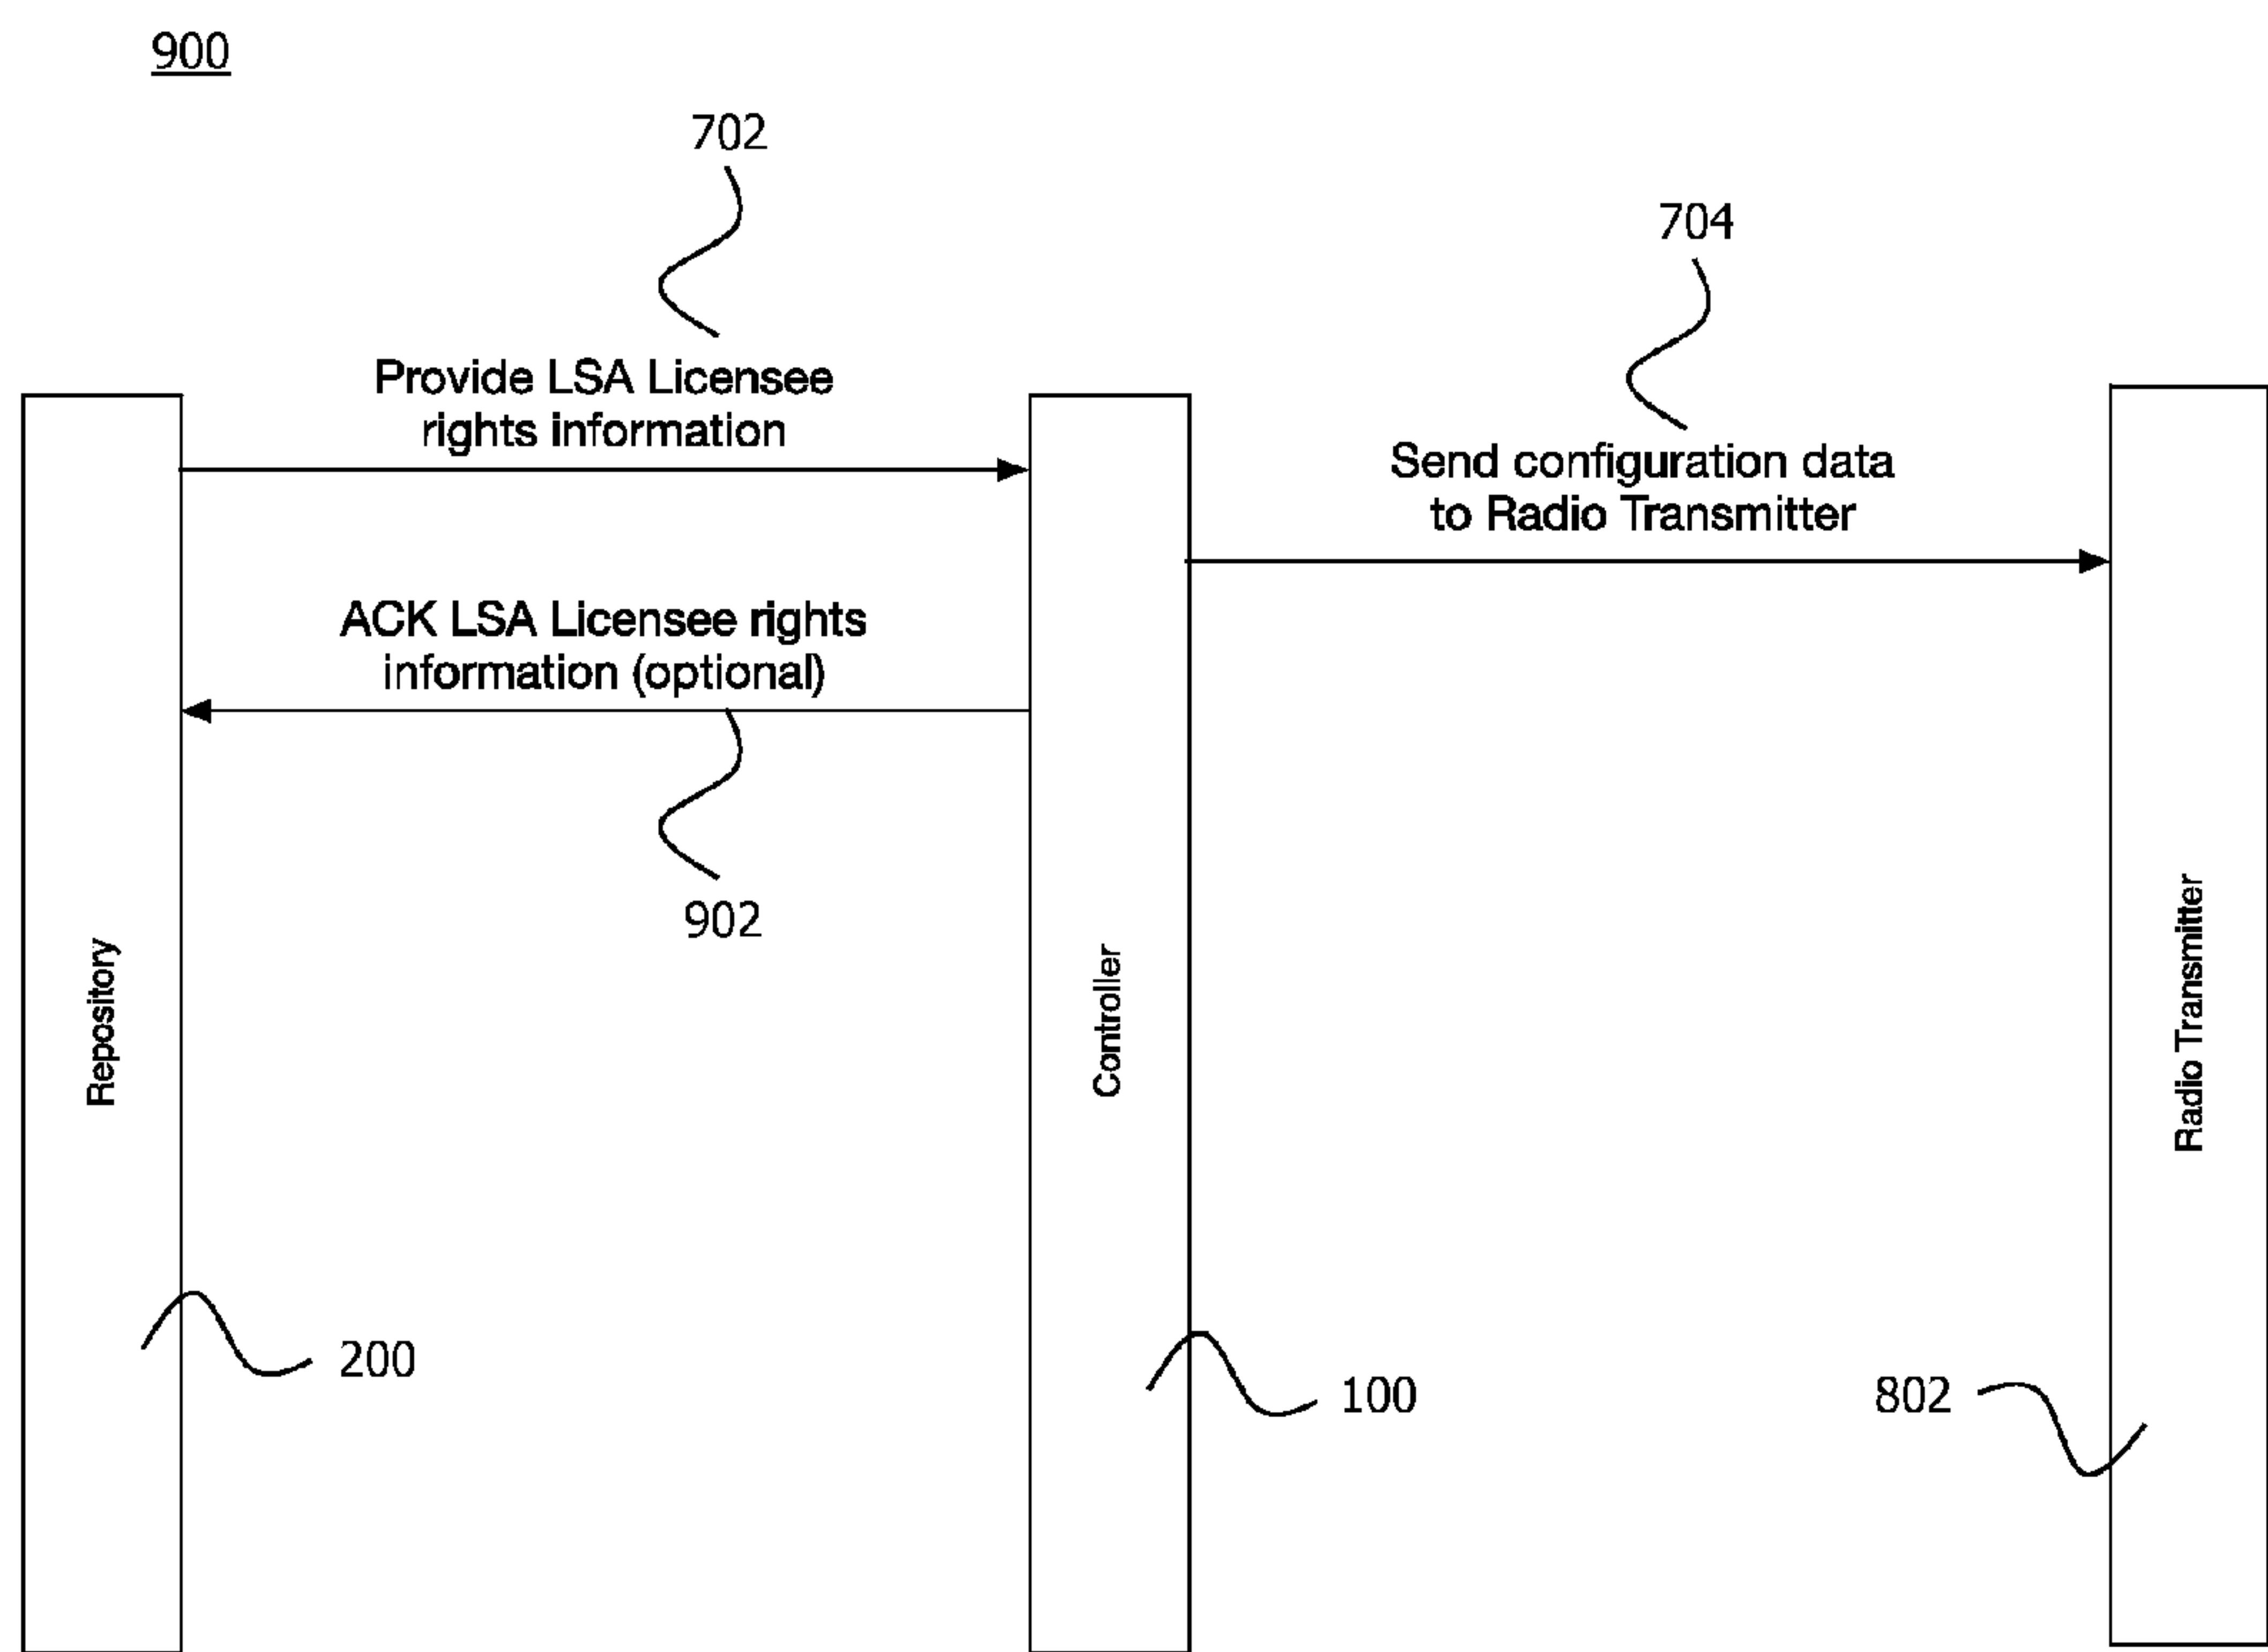 900
702
704
Provide LSA Licensee
rights information
Send configuration data
to Radio Transmitter
ACK LSA Licensee rights
information (optional)
902
Repository
Controller
Radio Transmitter
200
100
802